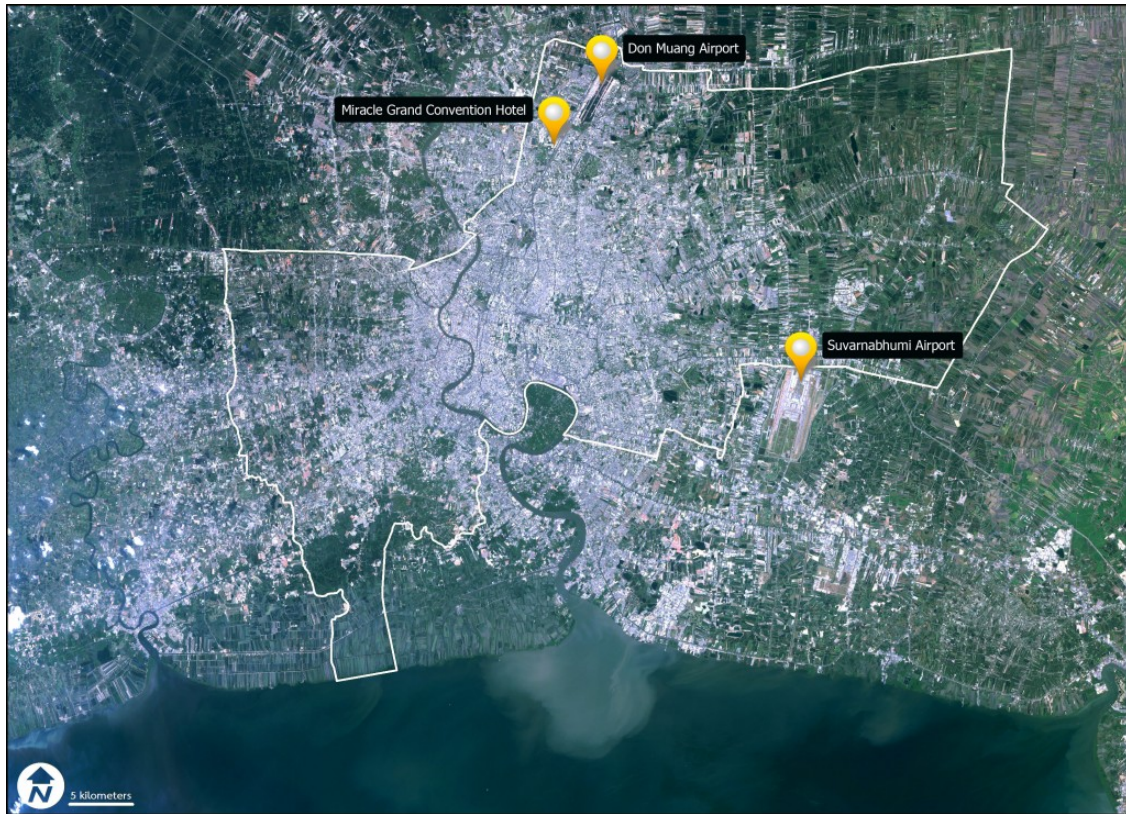 Don Muang Airport
Miracle Grand Convention Hotel
Suvarnabhumi Airport
N
5 kilometers